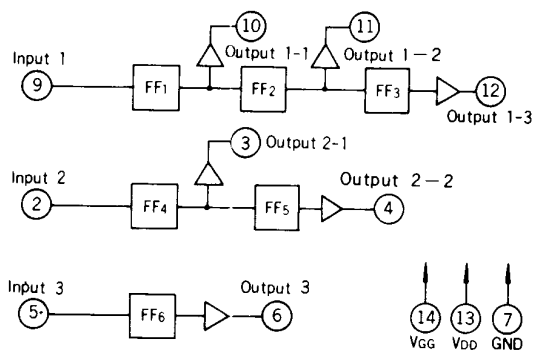 10
11
Input 1
Output 1-1
Output 1-2
9
FF1
FF2
FF3
12
Output 1-3
3
Output 2-1
Input 2
Output 2-2
2
FF4
FF5
4
Input 3
Output 3
5
FF6
6
14
13
7
VGG
VDD
GND